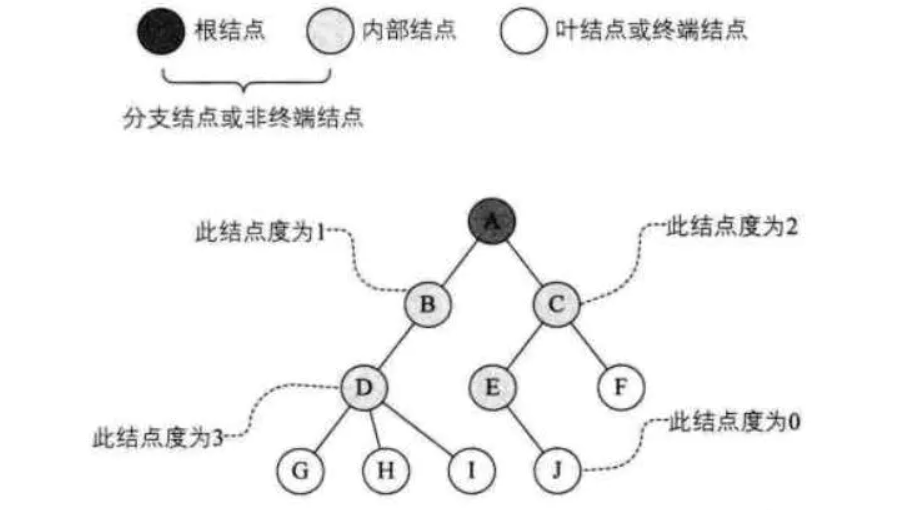 根结点 内部结点 叶结点或终端结点
分支结点或非终端结点
A
此结点度为1 此结点度为2
B C
D E F
此结点度为3 此结点度为0
G H I J